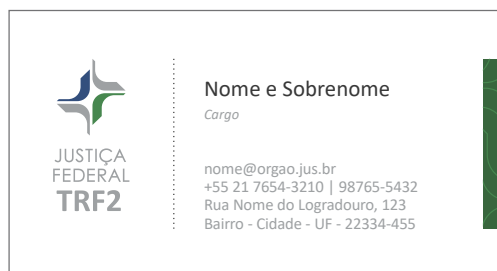 JUSTIÇA
FEDERAL
TRF2
Nome e Sobrenome
Cargo
nome@orgao.jus.br
+55 21 7654-3210 | 98765-5432
Rua Nome do Logradouro, 123
Bairro - Cidade - UF - 22334-455